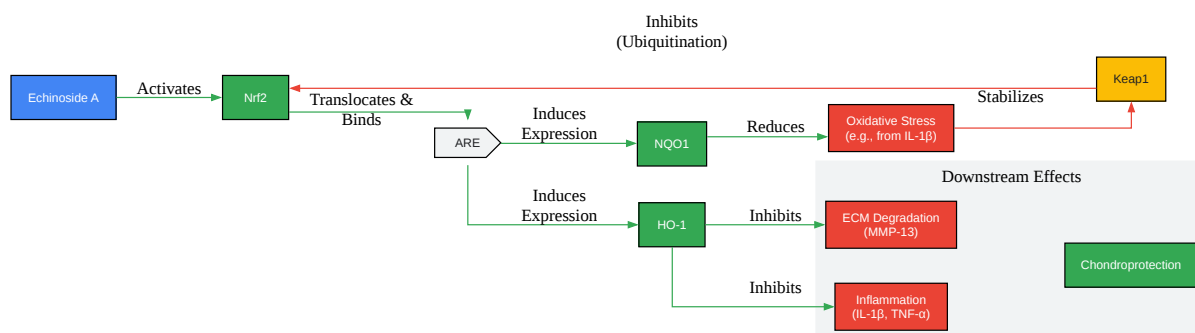 Inhibits
(Ubiquitination)
Echinoside A
Activates
Nrf2
Translocates &
Binds
ARE
Induces
Expression
NQO1
Reduces
Oxidative Stress
(e.g., from IL-1β)
Stabilizes
Keap1
Downstream Effects
Induces
Expression
HO-1
Inhibits
ECM Degradation
(MMP-13)
Chondroprotection
Inhibits
Inflammation
(IL-1β, TNF-α)